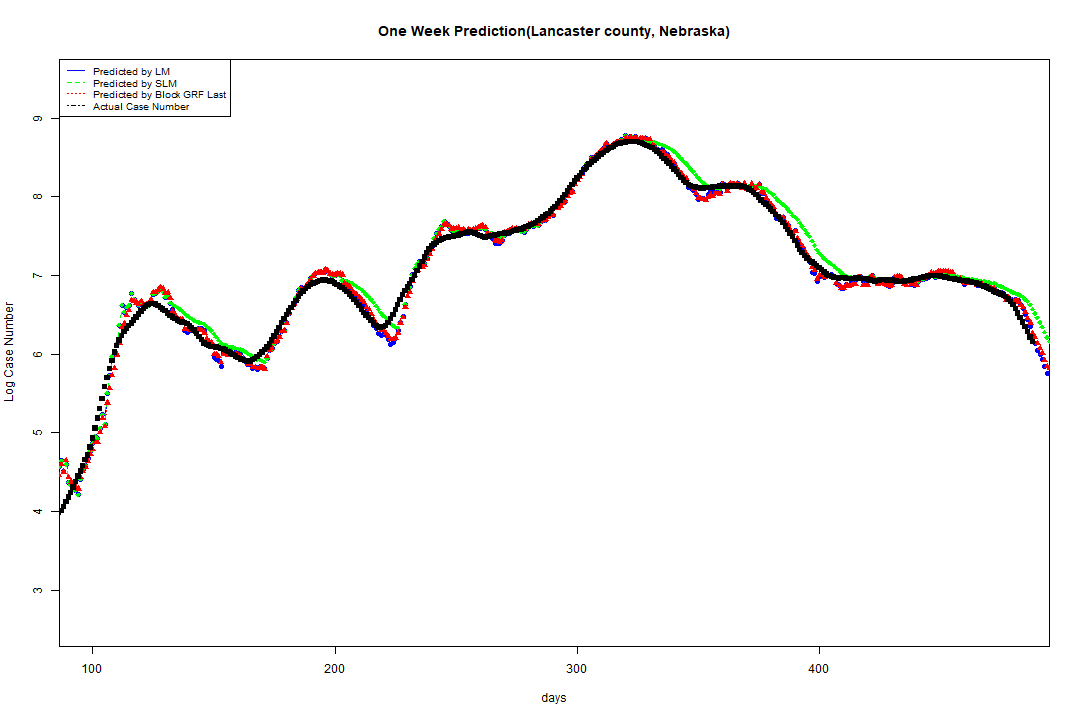 One Week Prediction(Lancaster county, Nebraska)
Predicted by LM
Predicted by SLM
Predicted by Block GRF Last
Actual Case Number
9
8
7
6
5
4
3
Log Case Number
100 200 300 400
days